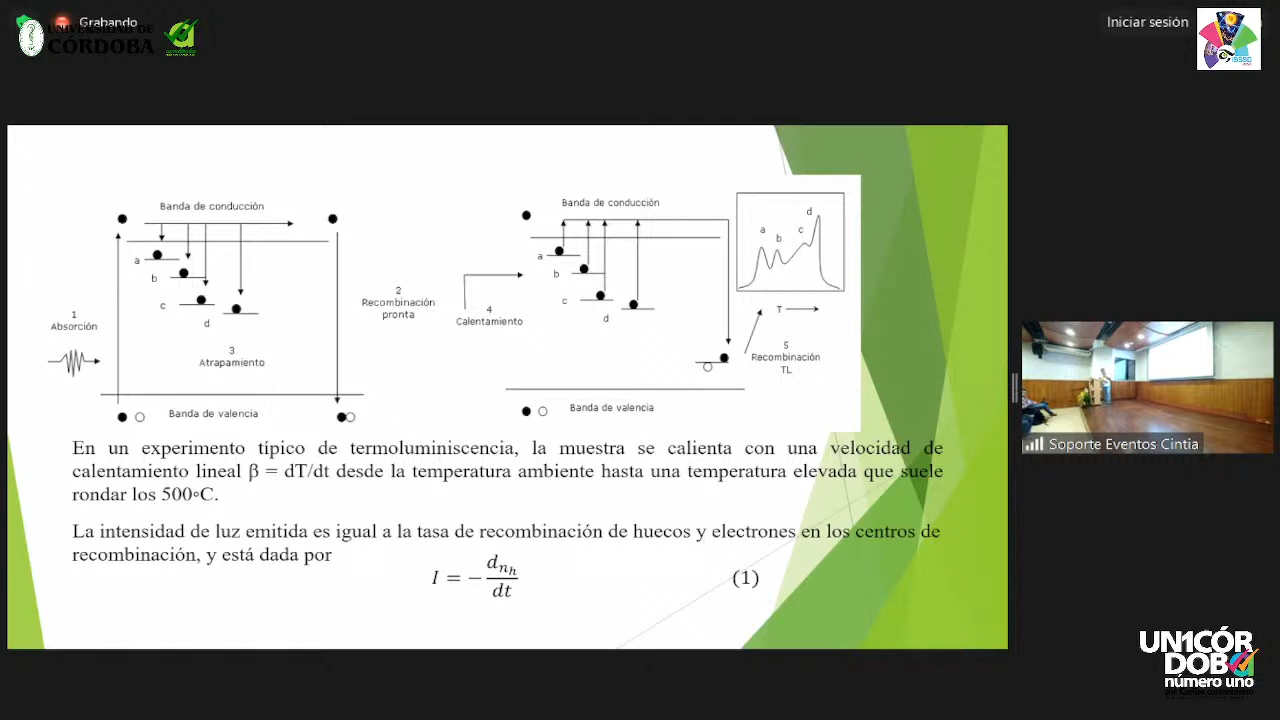 Grabando
UNIVERSIDAD DE
CÓRDOBA
Iniciar sesión
Banda de conducción
a
b
c
d
1
Absorción
3
Atrapamiento
Banda de valencia
2
Recombinación
pronta
4
Calentamiento
Banda de conducción
a
b
c
d
Banda de valencia
a
b
c
d
T
5
Recombinación
TL
En un experimento típico de termoluminiscencia, la muestra se calienta con una velocidad de
calentamiento lineal β = dT/dt desde la temperatura ambiente hasta una temperatura elevada que suele
rondar los 500∘C.
La intensidad de luz emitida es igual a la tasa de recombinación de huecos y electrones en los centros de
recombinación, y está dada por
I = − d_{n_h} / dt (1)
Soporte Eventos Cintia
UN1CÓR
DOBA
número uno